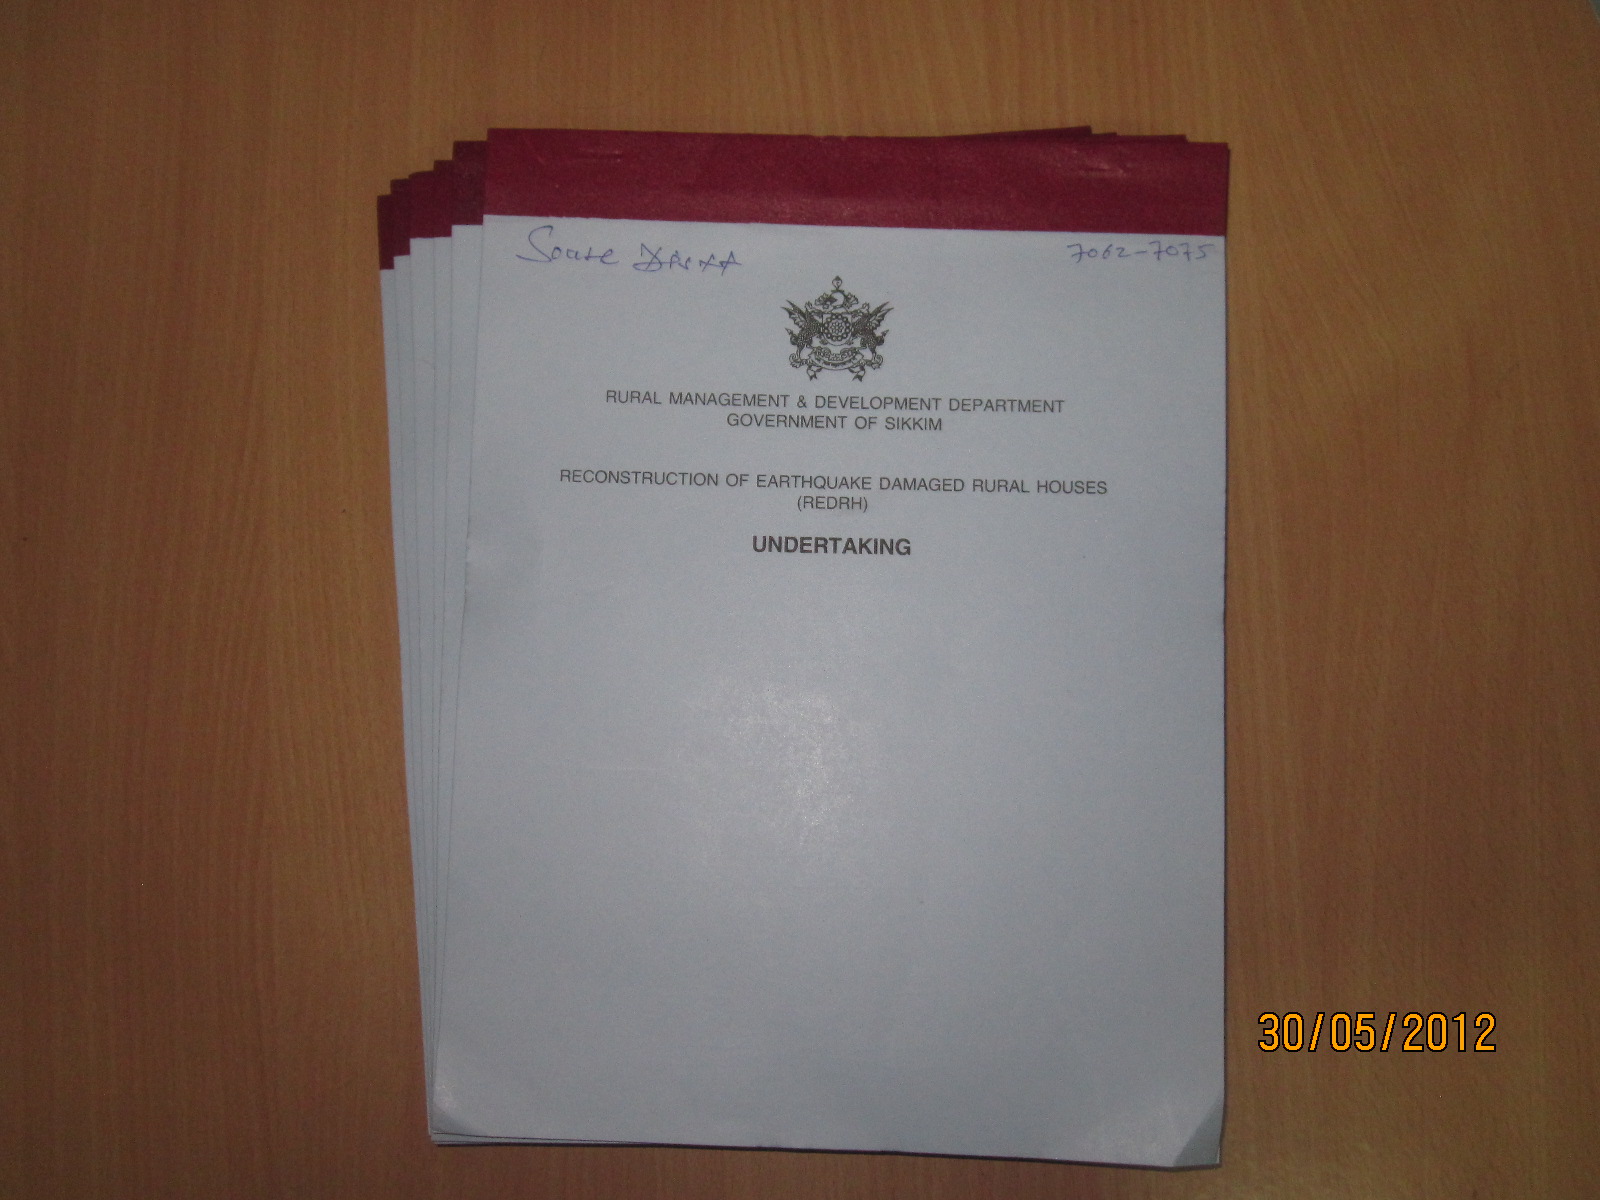 7062-7075
RURAL MANAGEMENT & DEVELOPMENT DEPARTMENT
GOVERNMENT OF SIKKIM
RECONSTRUCTION OF EARTHQUAKE DAMAGED RURAL HOUSES
(REDRH)
UNDERTAKING
30/05/2012